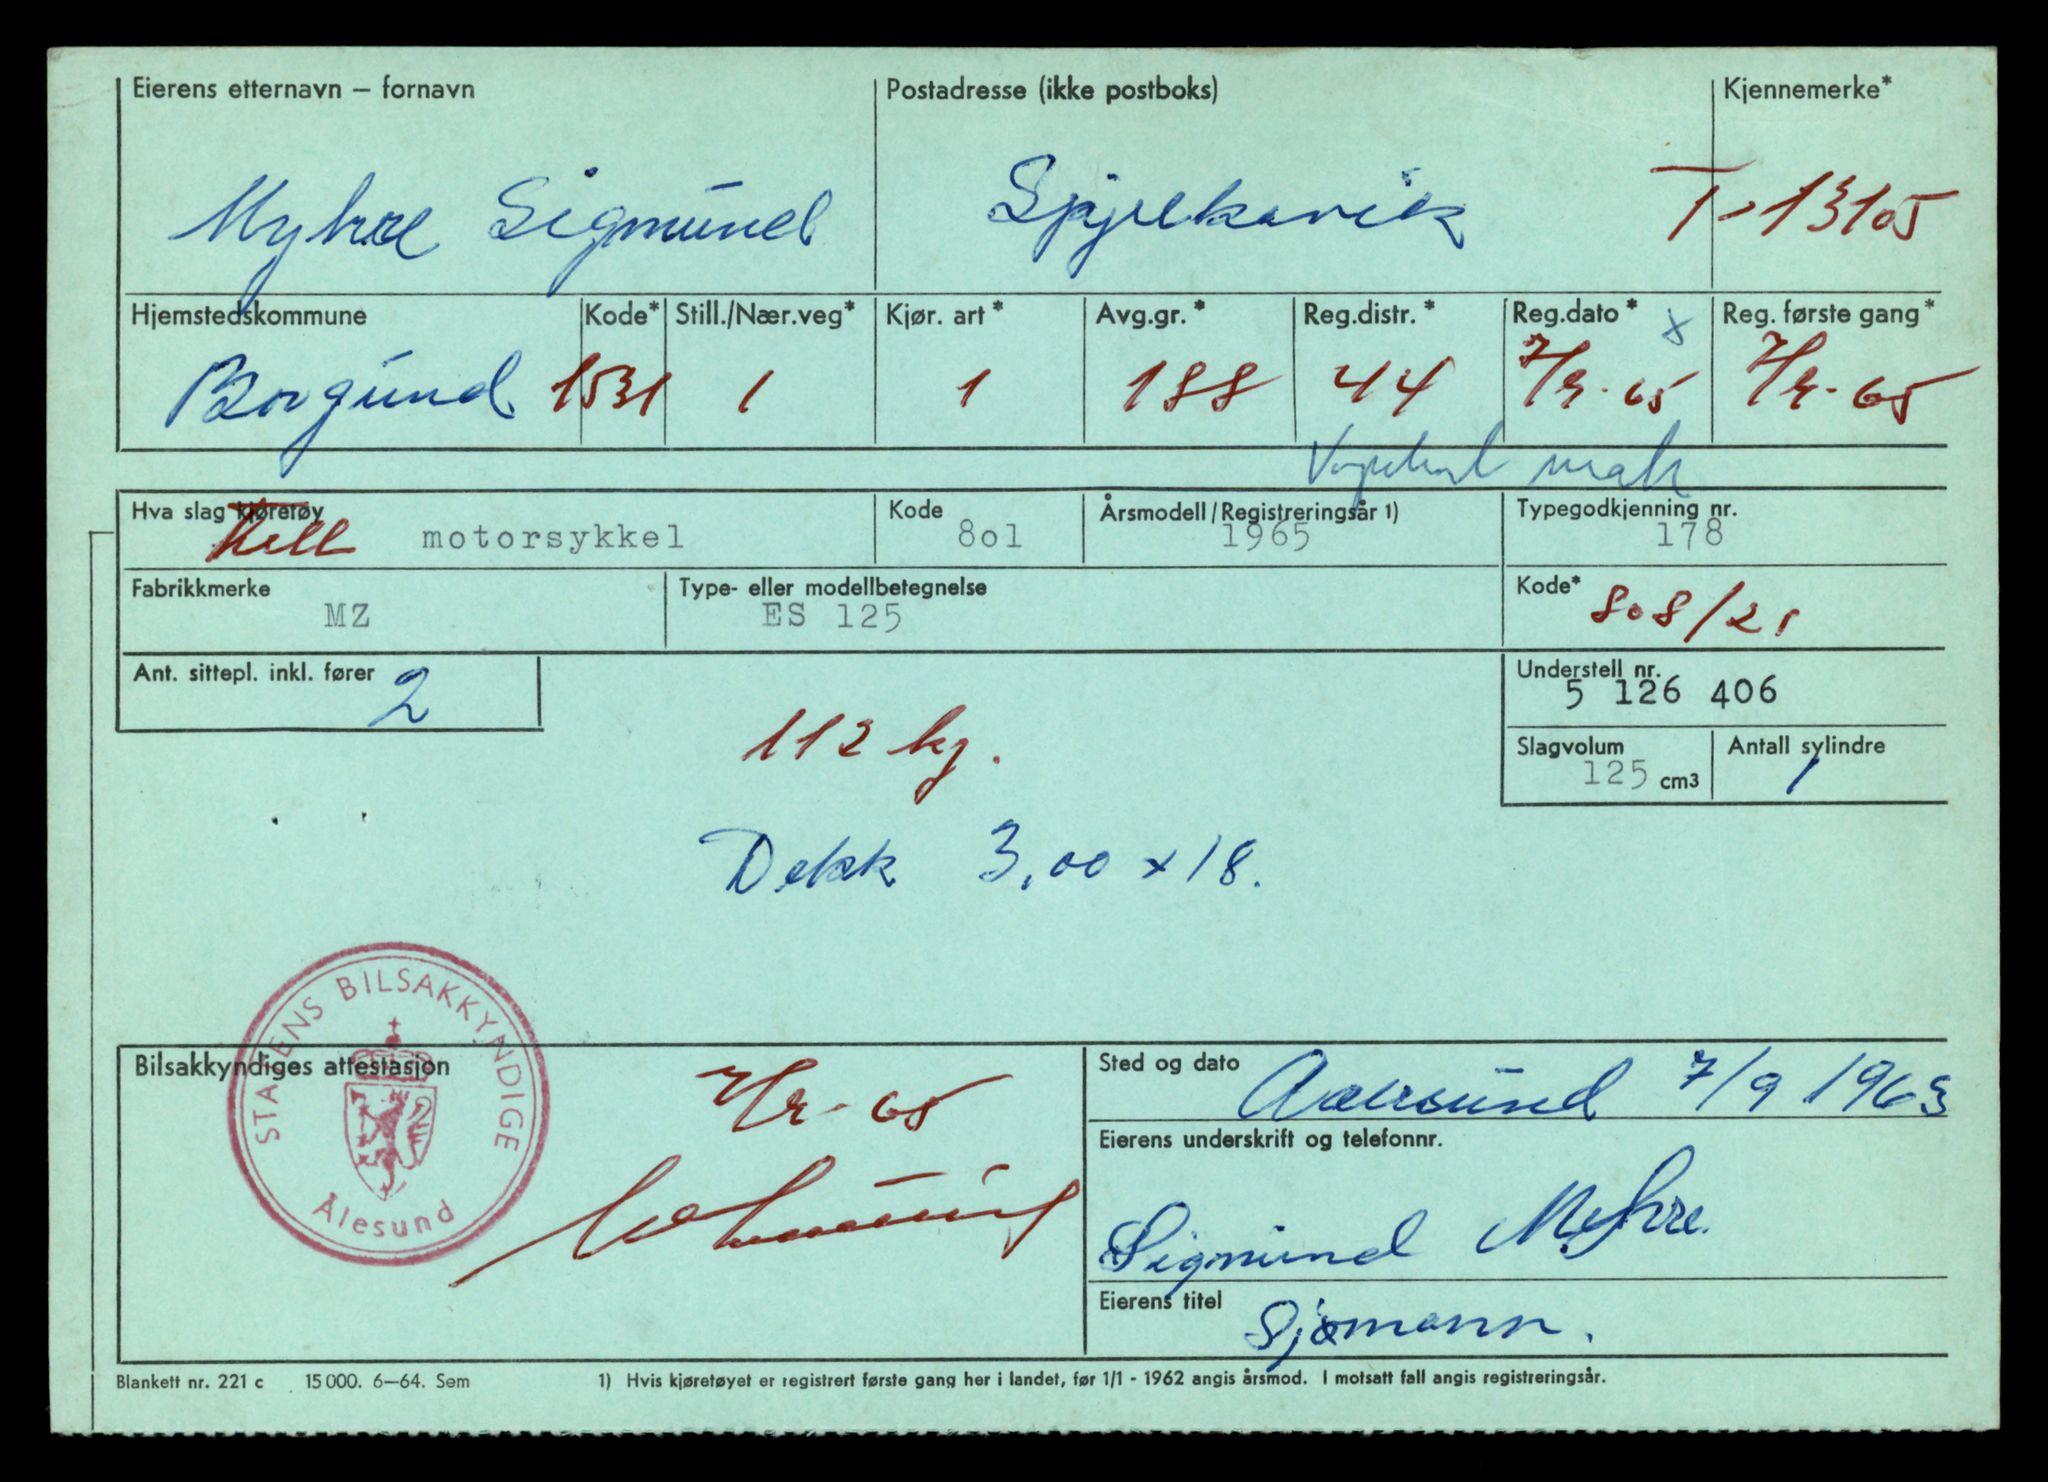 Eierens etternavn – fornavn Postadresse (ikke postboks) Kjennemerke*
Myhre Sigmund Spjelkavik T-13105
Hjemstedskommune Kode* Still./Nær.veg* Kjør. art* Avg.gr.* Reg.distr.* Reg.dato* x Reg. første gang*
Borgund 1531 1 1 188 44 7/9-65 7/9-65
Hva slag kjøretøy Kode Årsmodell/Registreringsår 1) Typegodkjenning nr.
motorsykkel 8o1 1965 178
Fabrikkmerke Type- eller modellbetegnelse Kode*
MZ ES 125 808/21
Ant. sittepl. inkl. fører 2 Understell nr.
5 126 406
112 kg. Slagvolum Antall sylindre
125 cm3 1
Dekk 3,00 x 18.
STATENS BILSAKKYNDIGE
Ålesund
Bilsakkyndiges attestasjon 7/9-65 Sted og dato Aalesund 7/9 1965
Eierens underskrift og telefonnr.
Sigmund Myhre.
Eierens titel Sjømann.
Blankett nr. 221 c 15 000. 6–64. Sem 1) Hvis kjøretøyet er registrert første gang her i landet, før 1/1 - 1962 angis årsmod. I motsatt fall angis registreringsår.